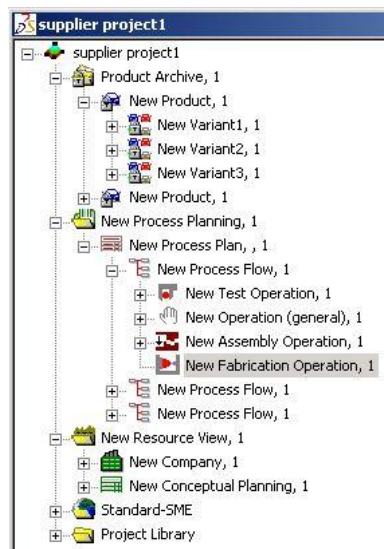 supplier project1
supplier project1
Product Archive, 1
New Product, 1
New Variant1, 1
New Variant2, 1
New Variant3, 1
New Product, 1
New Process Planning, 1
New Process Plan, , 1
New Process Flow, 1
New Test Operation, 1
New Operation (general), 1
New Assembly Operation, 1
New Fabrication Operation, 1
New Process Flow, 1
New Process Flow, 1
New Resource View, 1
New Company, 1
New Conceptual Planning, 1
Standard-SME
Project Library